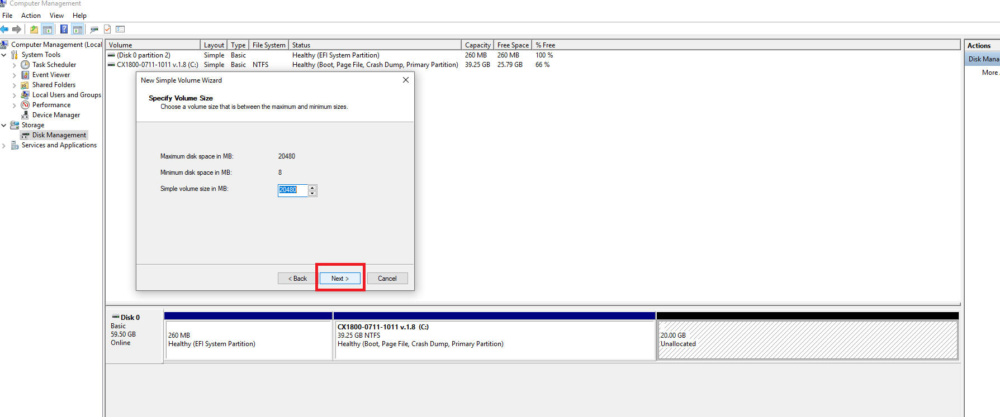 Computer Management
File Action View Help
Computer Management (Local
System Tools
Task Scheduler
Event Viewer
Shared Folders
Local Users and Groups
Performance
Device Manager
Storage
Disk Management
Services and Applications
Volume Layout Type File System Status Capacity Free Space % Free
(Disk 0 partition 2) Simple Basic Healthy (EFI System Partition) 260 MB 260 MB 100 %
CX1800-0711-1011 v.1.8 (C:) Simple Basic NTFS Healthy (Boot, Page File, Crash Dump, Primary Partition) 39.25 GB 25.79 GB 66 %
New Simple Volume Wizard
Specify Volume Size
Choose a volume size that is between the maximum and minimum sizes.
Maximum disk space in MB: 20480
Minimum disk space in MB: 8
Simple volume size in MB: 20480
< Back Next > Cancel
Disk 0
Basic
59.50 GB
Online
260 MB
Healthy (EFI System Partition)
CX1800-0711-1011 v.1.8 (C:)
39.25 GB NTFS
Healthy (Boot, Page File, Crash Dump, Primary Partition)
20.00 GB
Unallocated
Actions
Disk Mana
More